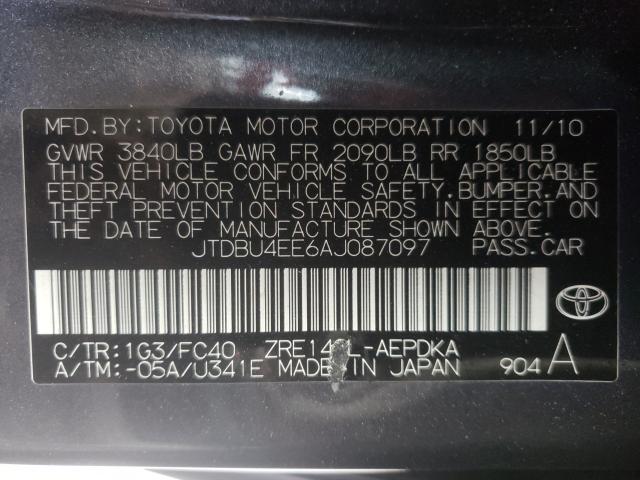 MFD.BY:TOYOTA MOTOR CORPORATION 11/10
GVWR 3840LB GAWR FR 2090LB RR 1850LB
THIS VEHICLE CONFORMS TO ALL APPLICABLE
FEDERAL MOTOR VEHICLE SAFETY.BUMPER.AND
THEFT PREVENTION STANDARDS IN EFFECT ON
THE DATE OF MANUFACTURE SHOWN ABOVE.
JTDBU4EE6AJ087097 PASS.CAR
C/TR:1G3/FC40
A/TM:-05A/U341E MADE IN JAPAN 904 A